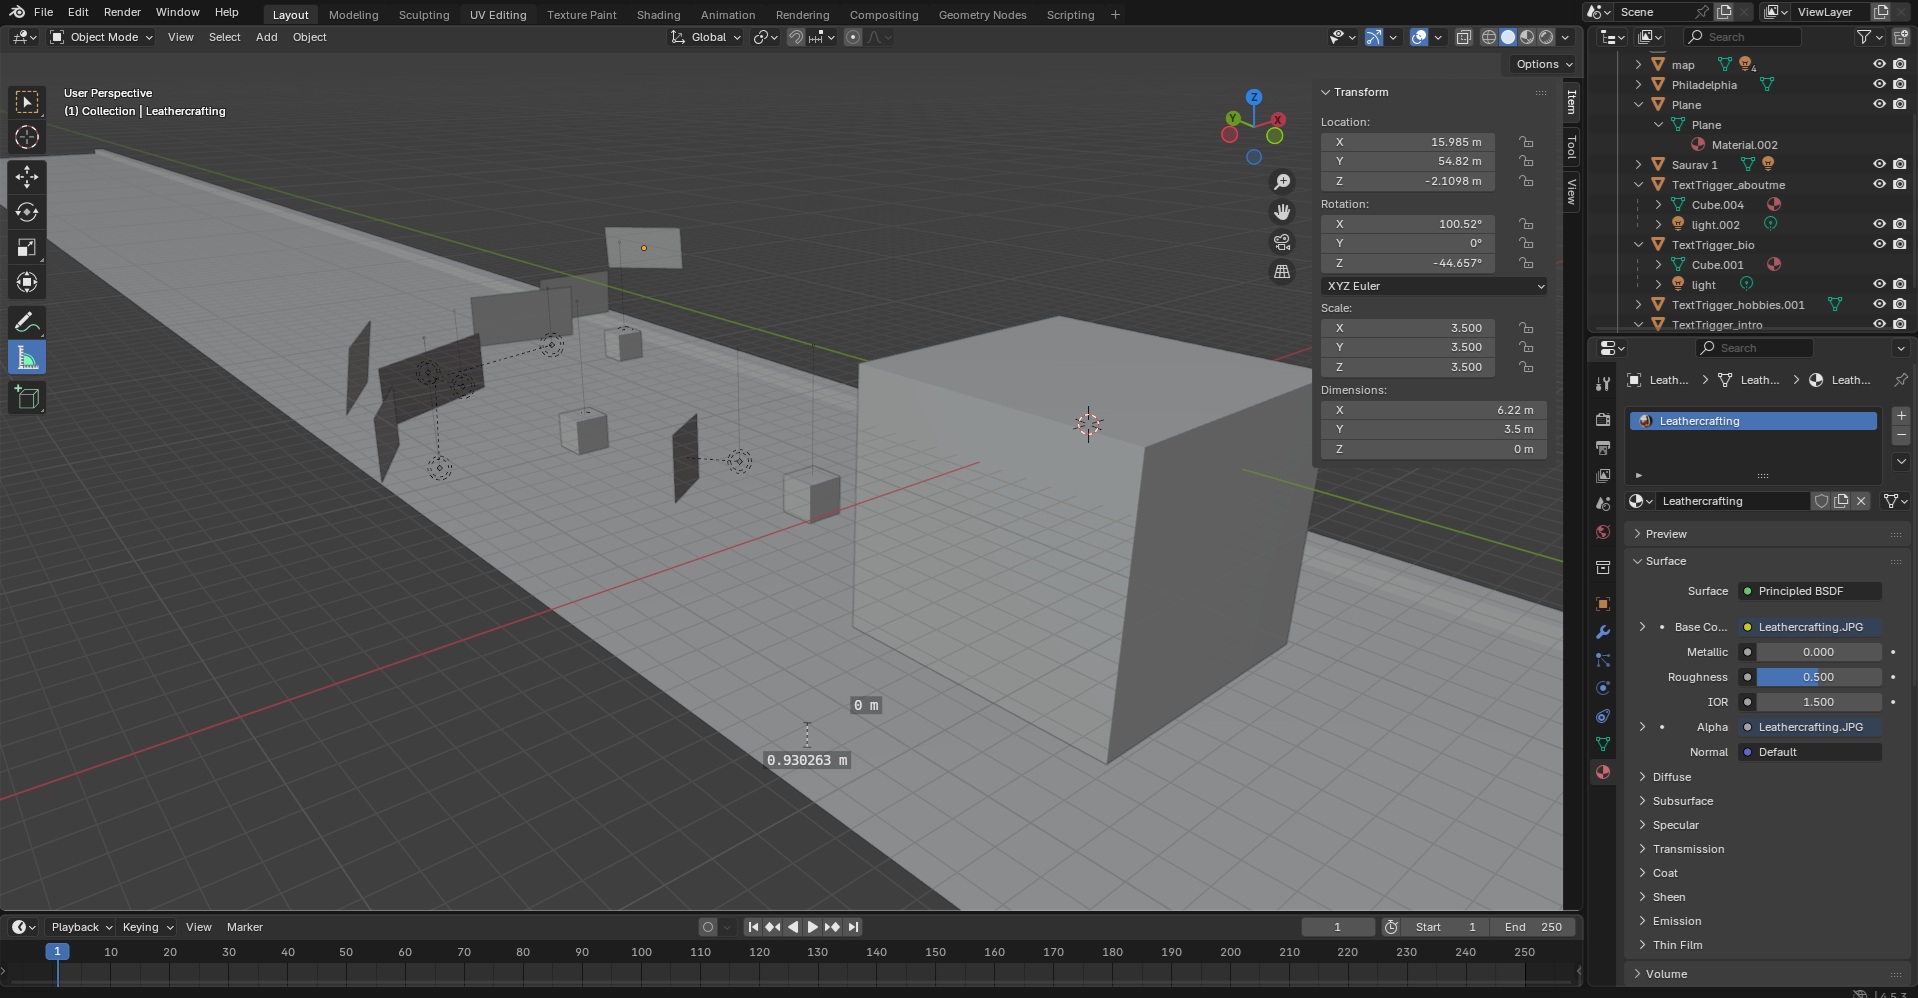 File Edit Render Window Help
Layout Modeling Sculpting UV Editing Texture Paint Shading Animation Rendering Compositing Geometry Nodes Scripting +
Scene
ViewLayer
Object Mode View Select Add Object
Global
Options
User Perspective
(1) Collection | Leathercrafting
Z
Y
X
Item
Tool
View
Transform
Location:
X 15.985 m
Y 54.82 m
Z -2.1098 m
Rotation:
X 100.52°
Y 0°
Z -44.657°
XYZ Euler
Scale:
X 3.500
Y 3.500
Z 3.500
Dimensions:
X 6.22 m
Y 3.5 m
Z 0 m
0 m
0.930263 m
Search
map 4
Philadelphia
Plane
Plane
Material.002
Saurav 1
TextTrigger_aboutme
Cube.004
light.002
TextTrigger_bio
Cube.001
light
TextTrigger_hobbies.001
TextTrigger_intro
Search
Leath... Leath... Leath...
Leathercrafting
Leathercrafting
Preview
Surface
Surface Principled BSDF
Base Co... Leathercrafting.JPG
Metallic 0.000
Roughness 0.500
IOR 1.500
Alpha Leathercrafting.JPG
Normal Default
Diffuse
Subsurface
Specular
Transmission
Coat
Sheen
Emission
Thin Film
Volume
Playback Keying View Marker
1 Start 1 End 250
1 10 20 30 40 50 60 70 80 90 100 110 120 130 140 150 160 170 180 190 200 210 220 230 240 250